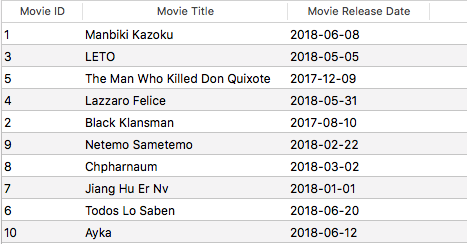 Movie ID Movie Title Movie Release Date
1 Manbiki Kazoku 2018-06-08
3 LETO 2018-05-05
5 The Man Who Killed Don Quixote 2017-12-09
4 Lazzaro Felice 2018-05-31
2 Black Klansman 2017-08-10
9 Netemo Sametemo 2018-02-22
8 Chpharnaum 2018-03-02
7 Jiang Hu Er Nv 2018-01-01
6 Todos Lo Saben 2018-06-20
10 Ayka 2018-06-12